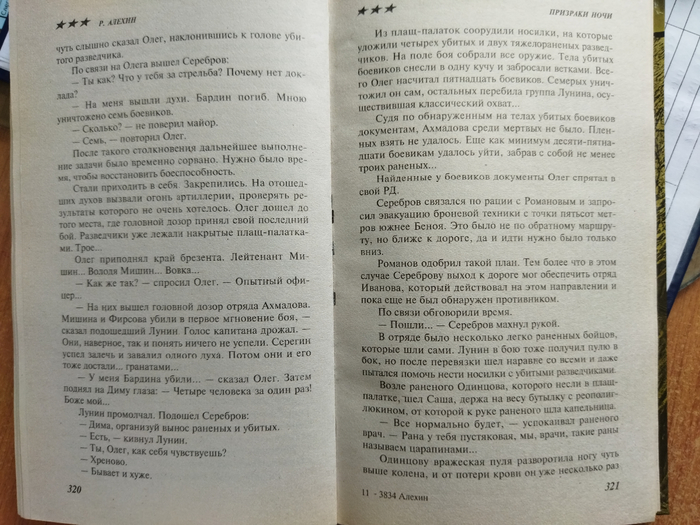 ★★★ Р. АЛЕХИН
чуть слышно сказал Олег, наклонившись к голове уби-
того разведчика.
По связи на Олега вышел Серебров:
— Ты как? Что у тебя за стрельба? Почему нет док-
лада?
— На меня вышли духи. Бардин погиб. Мною
уничтожено семь боевиков.
— Сколько? — не поверил майор.
— Семь, — повторил Олег.
После такого столкновения дальнейшее выполне-
ние задачи было временно сорвано. Нужно было вре-
мя, чтобы восстановить боеспособность.
Стали приходить в себя. Закрепились. На отошед-
ших духов вызвали огонь артиллерии, проверять ре-
зультаты которого не очень хотелось. Олег дошел до
того места, где головной дозор принял свой последний
бой. Разведчики уже лежали накрытые плащ-палатка-
ми. Трое...
Олег приподнял край брезента. Лейтенант Ми-
шин... Володя Мишин... Вовка...
— Как же так? — спросил Олег. — Опытный офи-
цер...
— На них вышел головной дозор отряда Ахмадова.
Мишина и Фирсова убили в первое мгновение боя, —
сказал подошедший Лунин. Голос капитана дрожал. —
Они, наверное, так и понять ничего не успели. Серегин
успел залечь и завалил одного духа. Потом они и его
тоже достали... гранатами...
— У меня Бардина убили... — сказал Олег. Затем
поднял на Диму глаза: — Четыре человека за один раз!
Боже мой...
Лунин промолчал. Подошел Серебров:
— Дима, организуй вынос раненых и убитых.
— Есть, — кивнул Лунин.
— Ты, Олег, как себя чувствуешь?
— Хреново.
— Бывает и хуже.
320
ПРИЗРАКИ НОЧИ ★★★
Из плащ-палаток соорудили носилки, на которые
уложили четырех убитых и двух тяжелораненых развед-
чиков. На поле боя собрали все оружие. Тела убитых
боевиков снесли в одну кучу и забросали ветками. Все-
го Олег насчитал пятнадцать боевиков. Семерых унич-
тожил он сам, остальных перебила группа Лунина, осу-
ществившая классический охват...
Судя по обнаруженным на телах убитых боевиков
документам, Ахмадова среди мертвых не было. Плен-
ных взять не удалось. Еще как минимум десяти-пятна-
дцати боевикам удалось уйти, забрав с собой не менее
троих раненых...
Найденные у боевиков документы Олег спрятал в
свой РД.
Серебров связался по рации с Романовым и запро-
сил эвакуацию броневой техники с точки пятьсот мет-
ров южнее Беноя. Это было не по обратному маршру-
ту, но ближе к дороге, да и идти нужно было только
вниз.
Романов одобрил такой план. Тем более что в этом
случае Сереброву выход к дороге мог обеспечить отряд
Иванова, который действовал на этом направлении и
пока еще не был обнаружен противником.
По связи обговорили время.
— Пошли... — Серебров махнул рукой.
В отряде было несколько легко раненных бойцов,
которые шли сами. Лунин в бою тоже получил пулю в
бок, но после перевязки шел наравне со всеми и даже
пытался помочь нести носилки с убитыми разведчиками.
Возле раненого Одинцова, которого несли в плащ-
палатке, шел Саша, держа на весу бутылку с реополиг-
люкином, от которой к руке раненого шла капельница.
— Все нормально будет, — успокаивал раненого
врач. — Рана у тебя пустяковая, мы, врачи, такие раны
называем царапинами...
Одинцову вражеская пуля разворотила ногу чуть
выше колена, и от потери крови он уже несколько раз
11 - 3834 Алехин
321